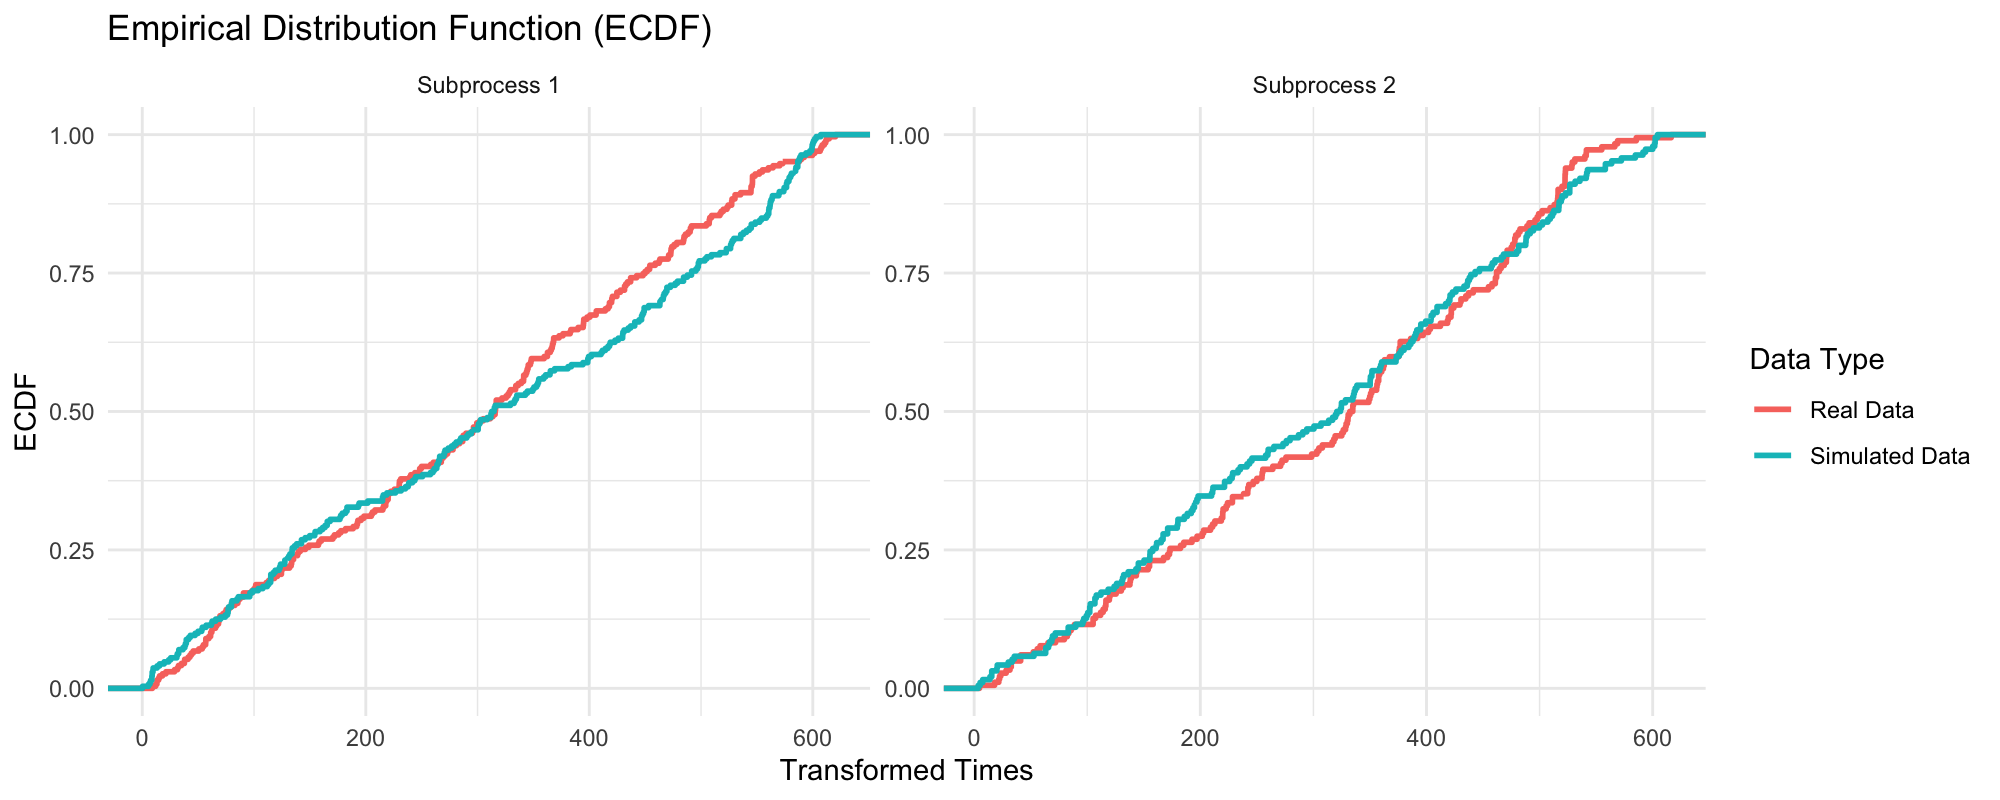 Empirical Distribution Function (ECDF)
Subprocess 1
Subprocess 2
1.00
0.75
0.50
0.25
0.00
1.00
0.75
0.50
0.25
0.00
ECDF
0 200 400 600
0 200 400 600
Transformed Times
Data Type
Real Data
Simulated Data